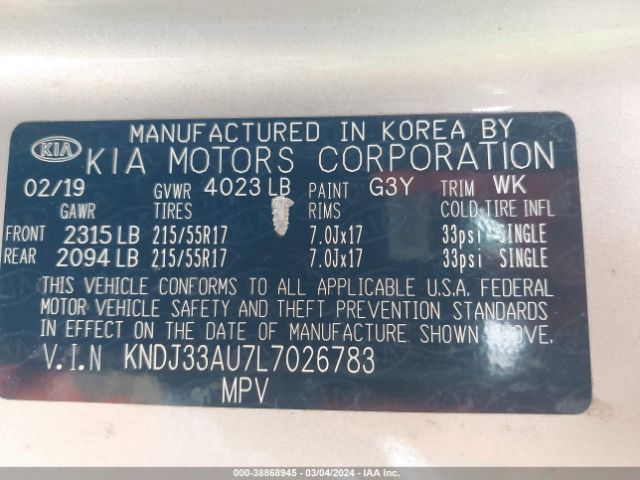 MANUFACTURED IN KOREA BY
KIA KIA MOTORS CORPORATION
02/19 GVWR 4023 LB PAINT G3Y TRIM WK
GAWR TIRES RIMS COLD TIRE INFL
FRONT 2315 LB 215/55R17 7.0Jx17 33psi SINGLE
REAR 2094 LB 215/55R17 7.0Jx17 33psi SINGLE
THIS VEHICLE CONFORMS TO ALL APPLICABLE U.S.A. FEDERAL
MOTOR VEHICLE SAFETY AND THEFT PREVENTION STANDARDS
IN EFFECT ON THE DATE OF MANUFACTURE SHOWN ABOVE.
V.I.N KNDJ33AU7L7026783
MPV
000-38868945 - 03/04/2024 - IAAI.com